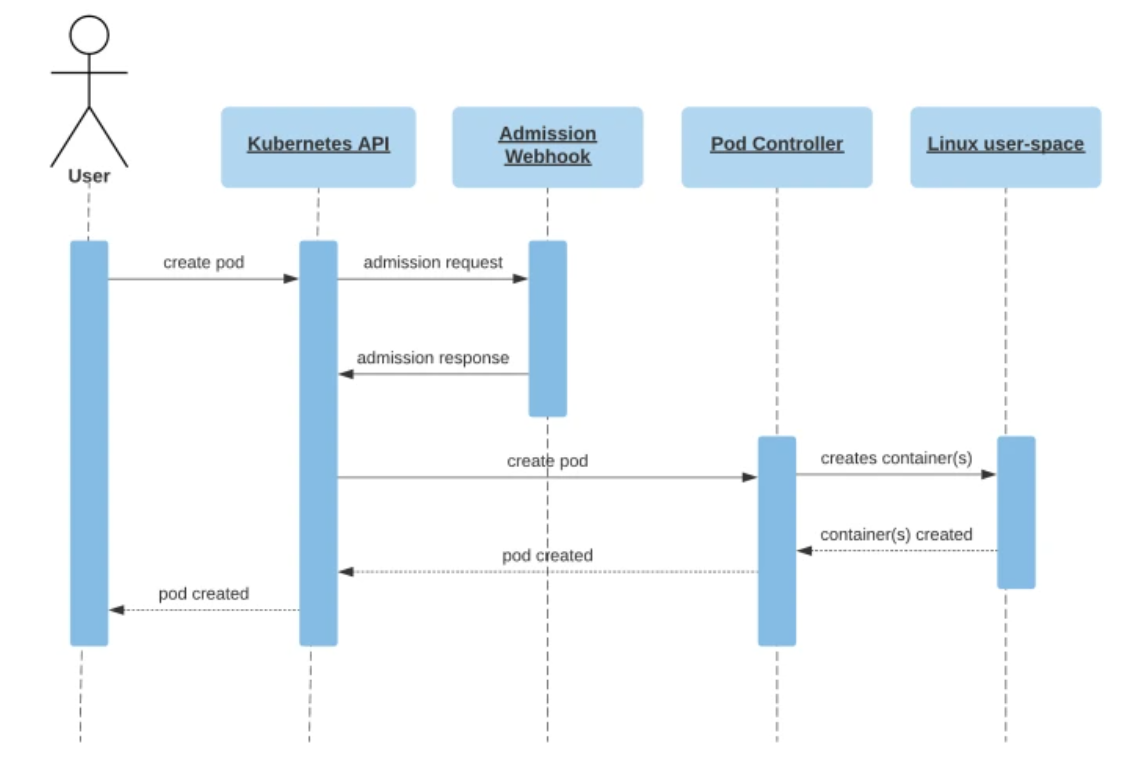 User
Kubernetes API
Admission
Webhook
Pod Controller
Linux user-space
create pod
admission request
admission response
create pod
creates container(s)
container(s) created
pod created
pod created